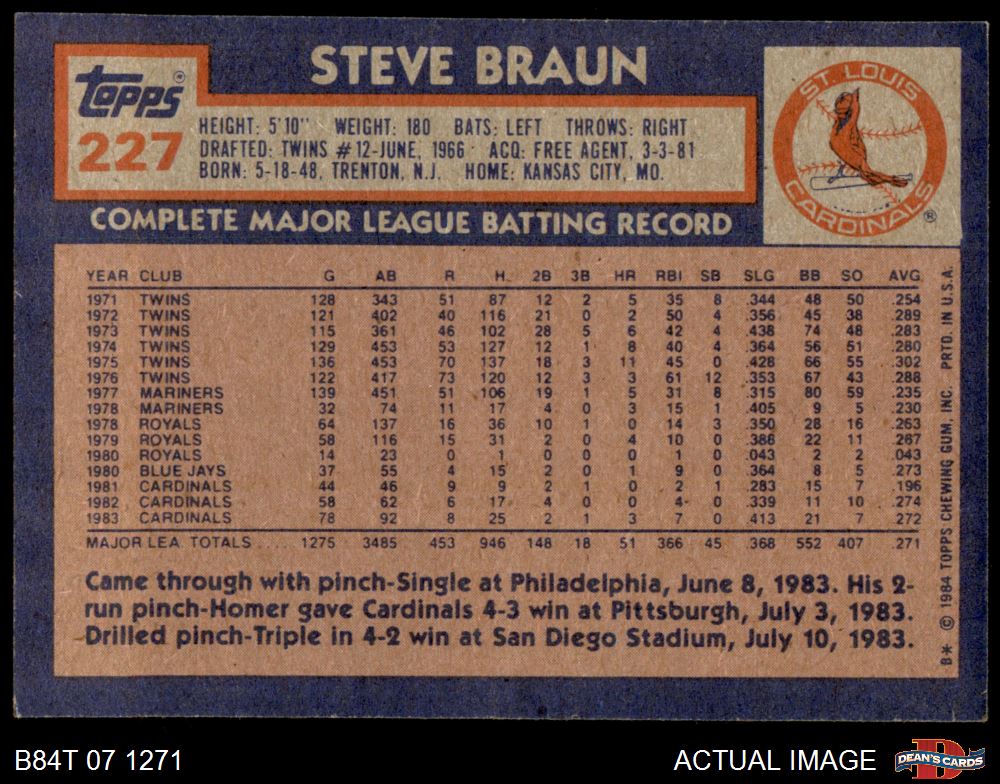 STEVE BRAUN
topps®
227
HEIGHT: 5'10" WEIGHT: 180 BATS: LEFT THROWS: RIGHT
DRAFTED: TWINS #12-JUNE, 1966 ACQ: FREE AGENT, 3-3-81
BORN: 5-18-48, TRENTON, N.J. HOME: KANSAS CITY, MO.
ST. LOUIS
CARDINALS
®
COMPLETE MAJOR LEAGUE BATTING RECORD
YEAR CLUB G AB R H. 2B 3B HR RBI SB SLG BB SO AVG.
1971 TWINS 128 343 51 87 12 2 5 35 8 .344 48 50 .254
1972 TWINS 121 402 40 116 21 0 2 50 4 .356 45 38 .289
1973 TWINS 115 361 46 102 28 5 6 42 4 .438 74 48 .283
1974 TWINS 129 453 53 127 12 1 8 40 4 .364 56 51 .280
1975 TWINS 136 453 70 137 18 3 11 45 0 .428 66 55 .302
1976 TWINS 122 417 73 120 12 3 3 61 12 .353 67 43 .288
1977 MARINERS 139 451 51 106 19 1 5 31 8 .315 80 59 .235
1978 MARINERS 32 74 11 17 4 0 3 15 1 .405 9 5 .230
1978 ROYALS 64 137 16 36 10 1 0 14 3 .350 28 16 .263
1979 ROYALS 58 116 15 31 2 0 4 10 0 .388 22 11 .267
1980 ROYALS 14 23 0 1 0 0 0 1 0 .043 2 2 .043
1980 BLUE JAYS 37 55 4 15 2 0 1 9 0 .364 8 5 .273
1981 CARDINALS 44 46 9 9 2 1 0 2 1 .283 15 7 .196
1982 CARDINALS 58 62 6 17 4 0 0 4 0 .339 11 10 .274
1983 CARDINALS 78 92 8 25 2 1 3 7 0 .413 21 7 .272
MAJOR LEA. TOTALS .... 1275 3485 453 946 148 18 51 366 45 .368 552 407 .271
Came through with pinch-Single at Philadelphia, June 8, 1983. His 2-
run pinch-Homer gave Cardinals 4-3 win at Pittsburgh, July 3, 1983.
Drilled pinch-Triple in 4-2 win at San Diego Stadium, July 10, 1983.
B* © 1984 TOPPS CHEWING GUM, INC. PRTD. IN U.S.A.
B84T 07 1271
ACTUAL IMAGE
D
DEAN'S CARDS